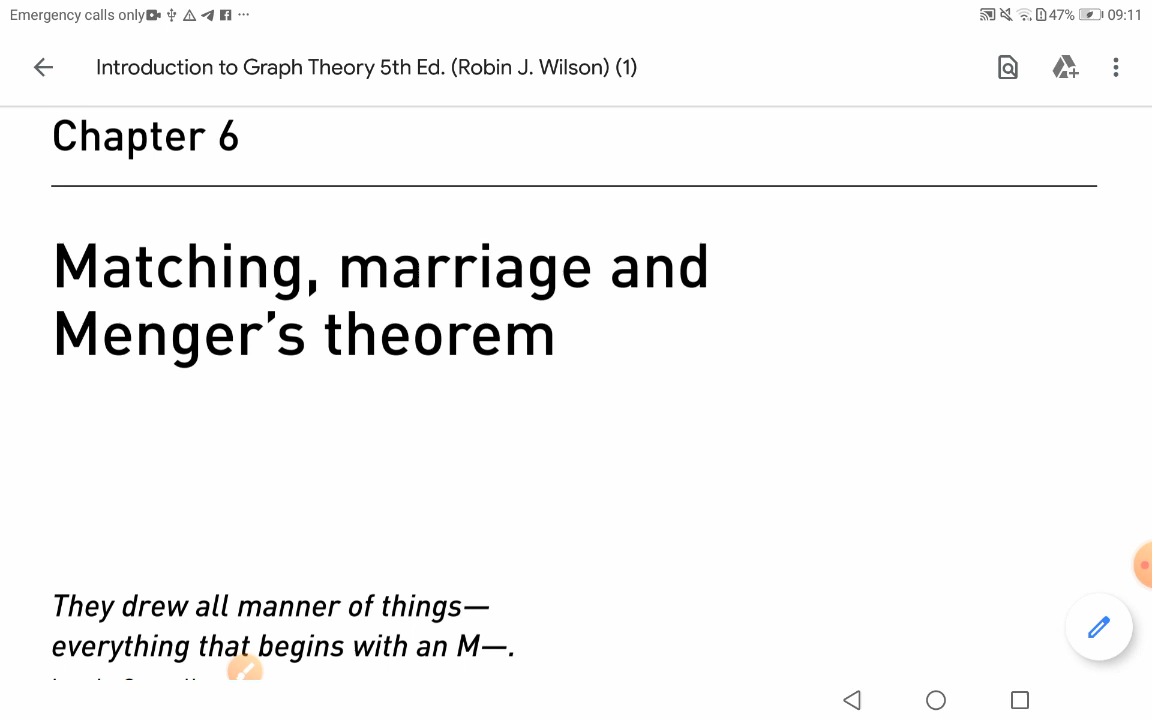 Emergency calls only ... 47% 09:11
Introduction to Graph Theory 5th Ed. (Robin J. Wilson) (1)
Chapter 6
Matching, marriage and
Menger's theorem
They drew all manner of things—
everything that begins with an M—.